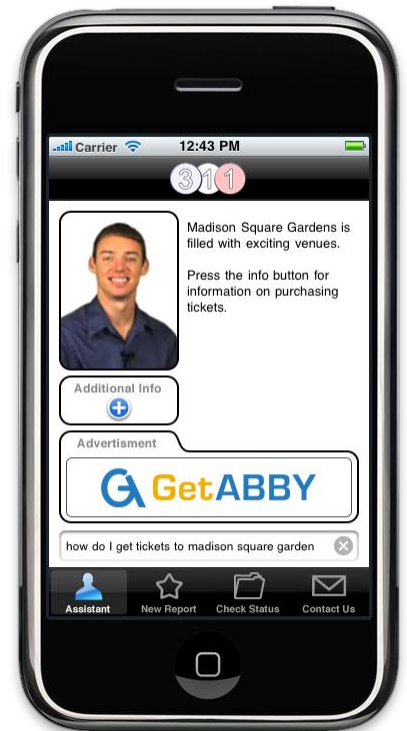 Carrier 12:43 PM
311
Madison Square Gardens is
filled with exciting venues.
Press the info button for
information on purchasing
tickets.
Additional Info
Advertisment
GA GetABBY
how do I get tickets to madison square garden
Assistant New Report Check Status Contact Us